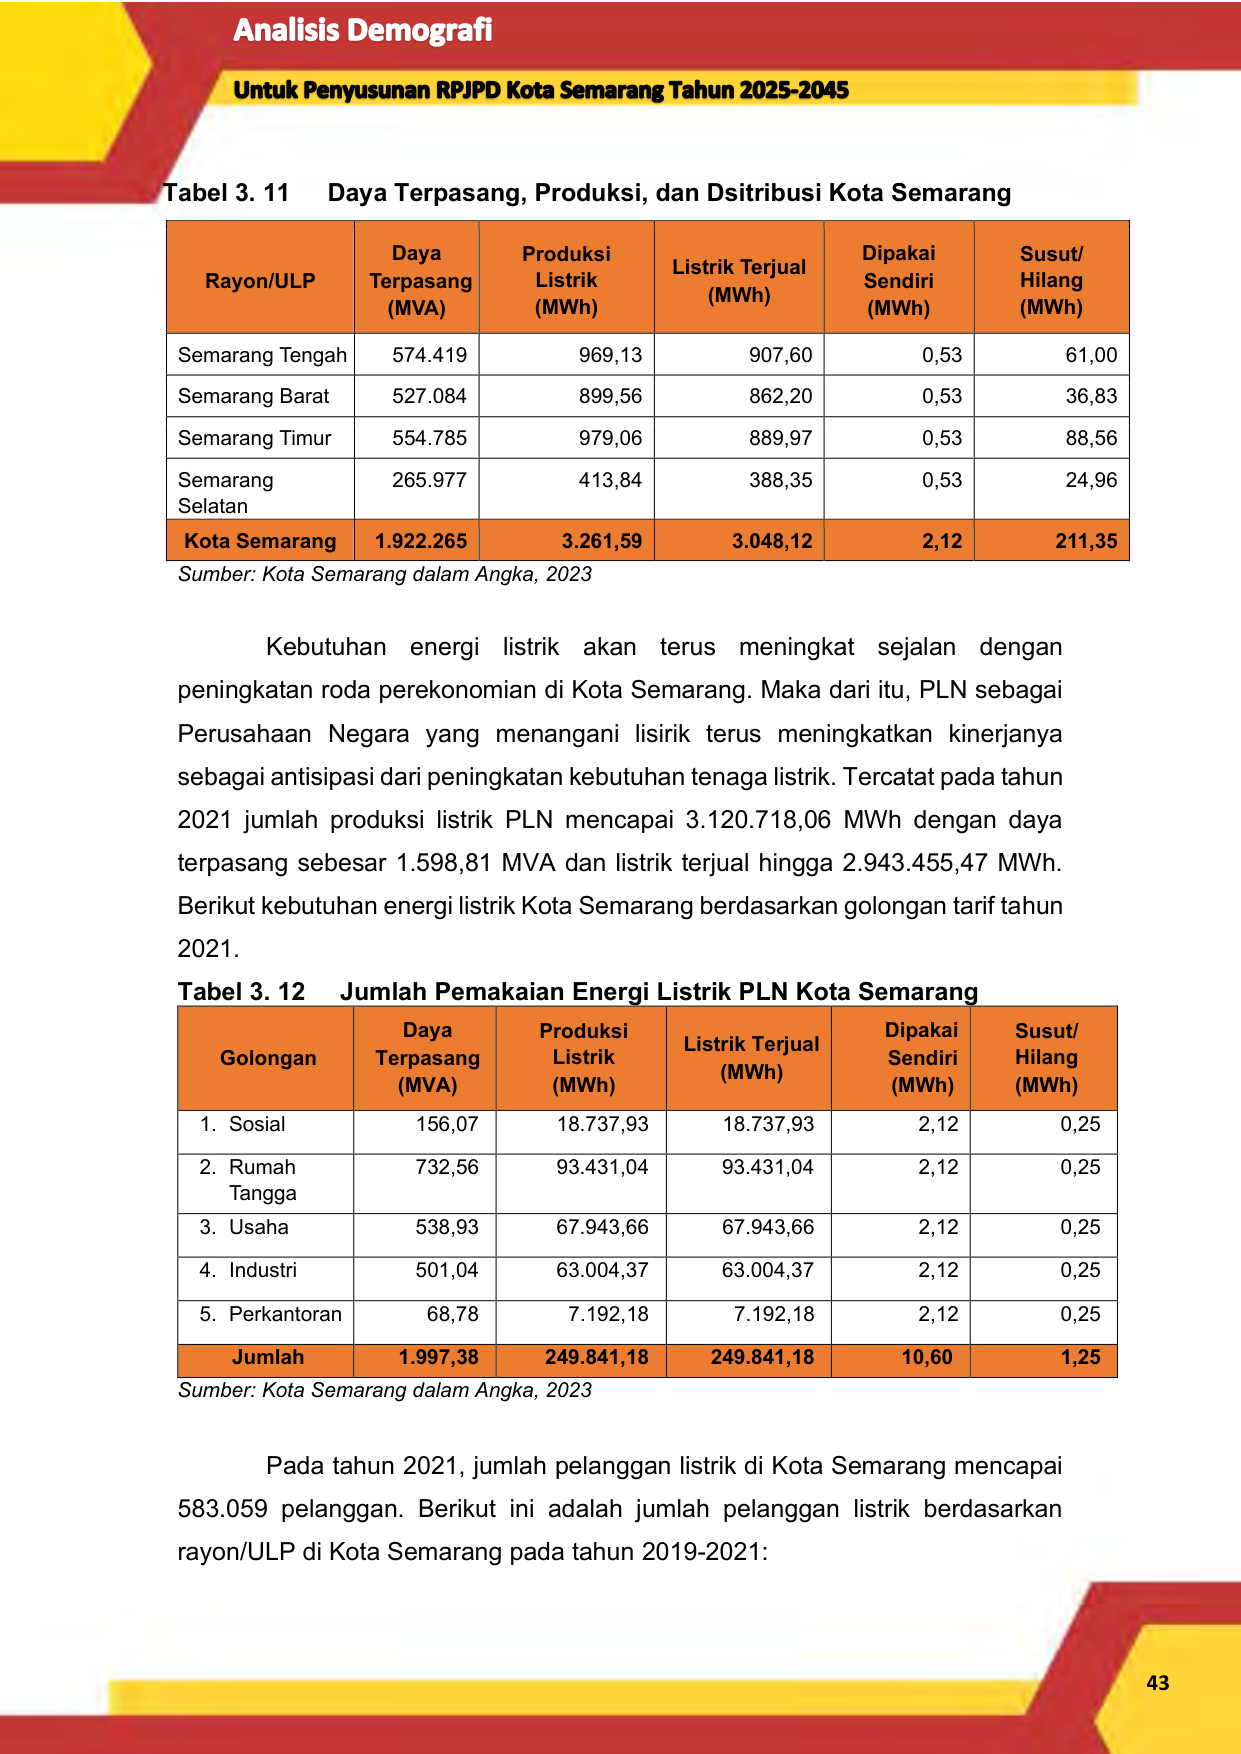 Analisis Demografi
Untuk Penyusunan RPJPD Kota Semarang Tahun 2025-2045
Tabel 3. 11 Daya Terpasang, Produksi, dan Dsitribusi Kota Semarang
Rayon/ULP Daya Terpasang (MVA) Produksi Listrik (MWh) Listrik Terjual (MWh) Dipakai Sendiri (MWh) Susut/ Hilang (MWh)
Semarang Tengah 574.419 969,13 907,60 0,53 61,00
Semarang Barat 527.084 899,56 862,20 0,53 36,83
Semarang Timur 554.785 979,06 889,97 0,53 88,56
Semarang Selatan 265.977 413,84 388,35 0,53 24,96
Kota Semarang 1.922.265 3.261,59 3.048,12 2,12 211,35
Sumber: Kota Semarang dalam Angka, 2023
Kebutuhan energi listrik akan terus meningkat sejalan dengan
peningkatan roda perekonomian di Kota Semarang. Maka dari itu, PLN sebagai
Perusahaan Negara yang menangani lisirik terus meningkatkan kinerjanya
sebagai antisipasi dari peningkatan kebutuhan tenaga listrik. Tercatat pada tahun
2021 jumlah produksi listrik PLN mencapai 3.120.718,06 MWh dengan daya
terpasang sebesar 1.598,81 MVA dan listrik terjual hingga 2.943.455,47 MWh.
Berikut kebutuhan energi listrik Kota Semarang berdasarkan golongan tarif tahun
2021.
Tabel 3. 12 Jumlah Pemakaian Energi Listrik PLN Kota Semarang
Golongan Daya Terpasang (MVA) Produksi Listrik (MWh) Listrik Terjual (MWh) Dipakai Sendiri (MWh) Susut/ Hilang (MWh)
1. Sosial 156,07 18.737,93 18.737,93 2,12 0,25
2. Rumah Tangga 732,56 93.431,04 93.431,04 2,12 0,25
3. Usaha 538,93 67.943,66 67.943,66 2,12 0,25
4. Industri 501,04 63.004,37 63.004,37 2,12 0,25
5. Perkantoran 68,78 7.192,18 7.192,18 2,12 0,25
Jumlah 1.997,38 249.841,18 249.841,18 10,60 1,25
Sumber: Kota Semarang dalam Angka, 2023
Pada tahun 2021, jumlah pelanggan listrik di Kota Semarang mencapai
583.059 pelanggan. Berikut ini adalah jumlah pelanggan listrik berdasarkan
rayon/ULP di Kota Semarang pada tahun 2019-2021:
43